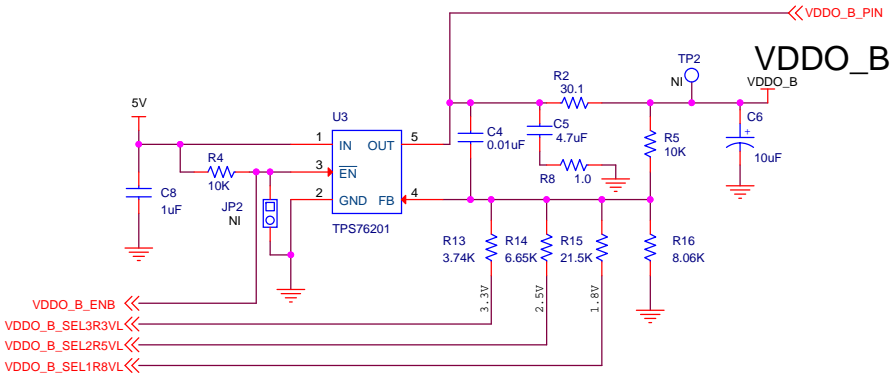 VDDO_B_PIN
VDDO_B
TP2
NI
VDDO_B
5V
U3
R2
30.1
C6
1
IN
OUT
5
C4
0.01uF
C5
4.7uF
R5
10K
+
10uF
R4
10K
3
EN
R8
1.0
C8
1uF
2
GND
FB
4
JP2
NI
TPS76201
R13
3.74K
R14
6.65K
R15
21.5K
R16
8.06K
3.3V
2.5V
1.8V
VDDO_B_ENB
VDDO_B_SEL3R3VL
VDDO_B_SEL2R5VL
VDDO_B_SEL1R8VL